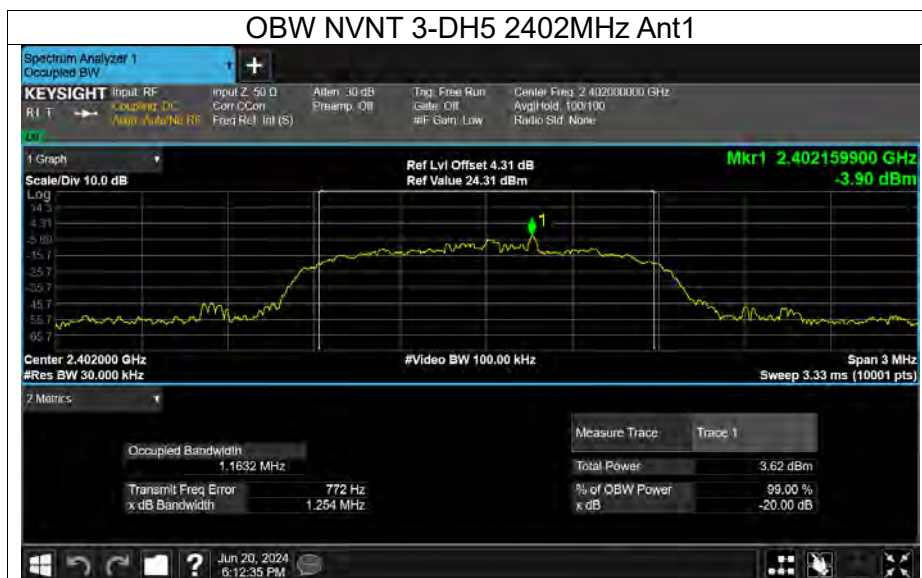 OBW NVNT 3-DH5 2402MHz Ant1
Spectrum Analyzer 1
Occupied BW
+
KEYSIGHT Input: RF Input Z: 50 Ω Atten: 30 dB Trig: Free Run Center Freq: 2.402000000 GHz
RL T Coupling: DC Corr CCorr Preamp: Off Gate: Off Avg|Hold: 100/100
Align: Auto/No RF Freq Ref: Int (S) #IF Gain: Low Radio Std: None
1 Graph
Ref Lvl Offset 4.31 dB
Mkr1 2.402159900 GHz
Scale/Div 10.0 dB
Ref Value 24.31 dBm
-3.90 dBm
Log
14.3
4.31
-5.69
-15.7
-25.7
-35.7
-45.7
-55.7
-65.7
1
Center 2.402000 GHz
#Video BW 100.00 kHz
Span 3 MHz
#Res BW 30.000 kHz
Sweep 3.33 ms (10001 pts)
2 Metrics
Measure Trace Trace 1
Occupied Bandwidth
1.1632 MHz
Total Power 3.62 dBm
Transmit Freq Error 772 Hz
% of OBW Power 99.00 %
x dB Bandwidth 1.254 MHz
x dB -20.00 dB
?
Jun 20, 2024
6:12:35 PM